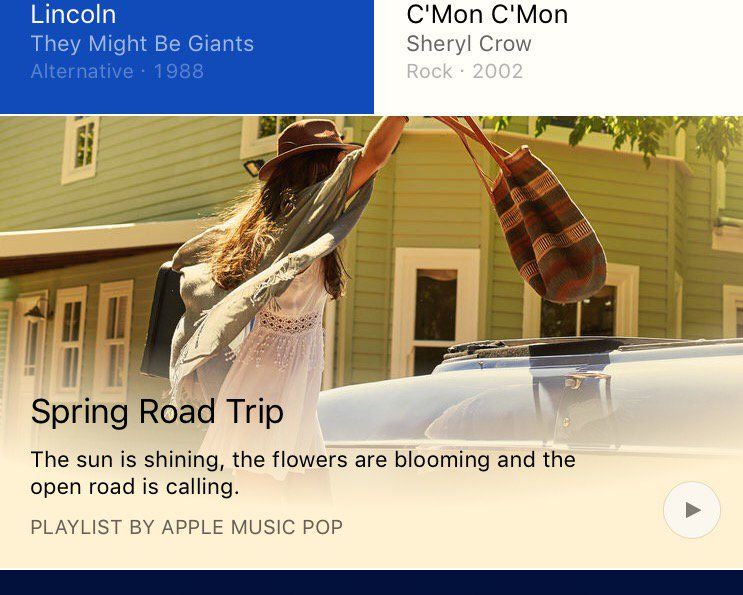 Lincoln
They Might Be Giants
Alternative · 1988
C'Mon C'Mon
Sheryl Crow
Rock · 2002
Spring Road Trip
The sun is shining, the flowers are blooming and the
open road is calling.
PLAYLIST BY APPLE MUSIC POP